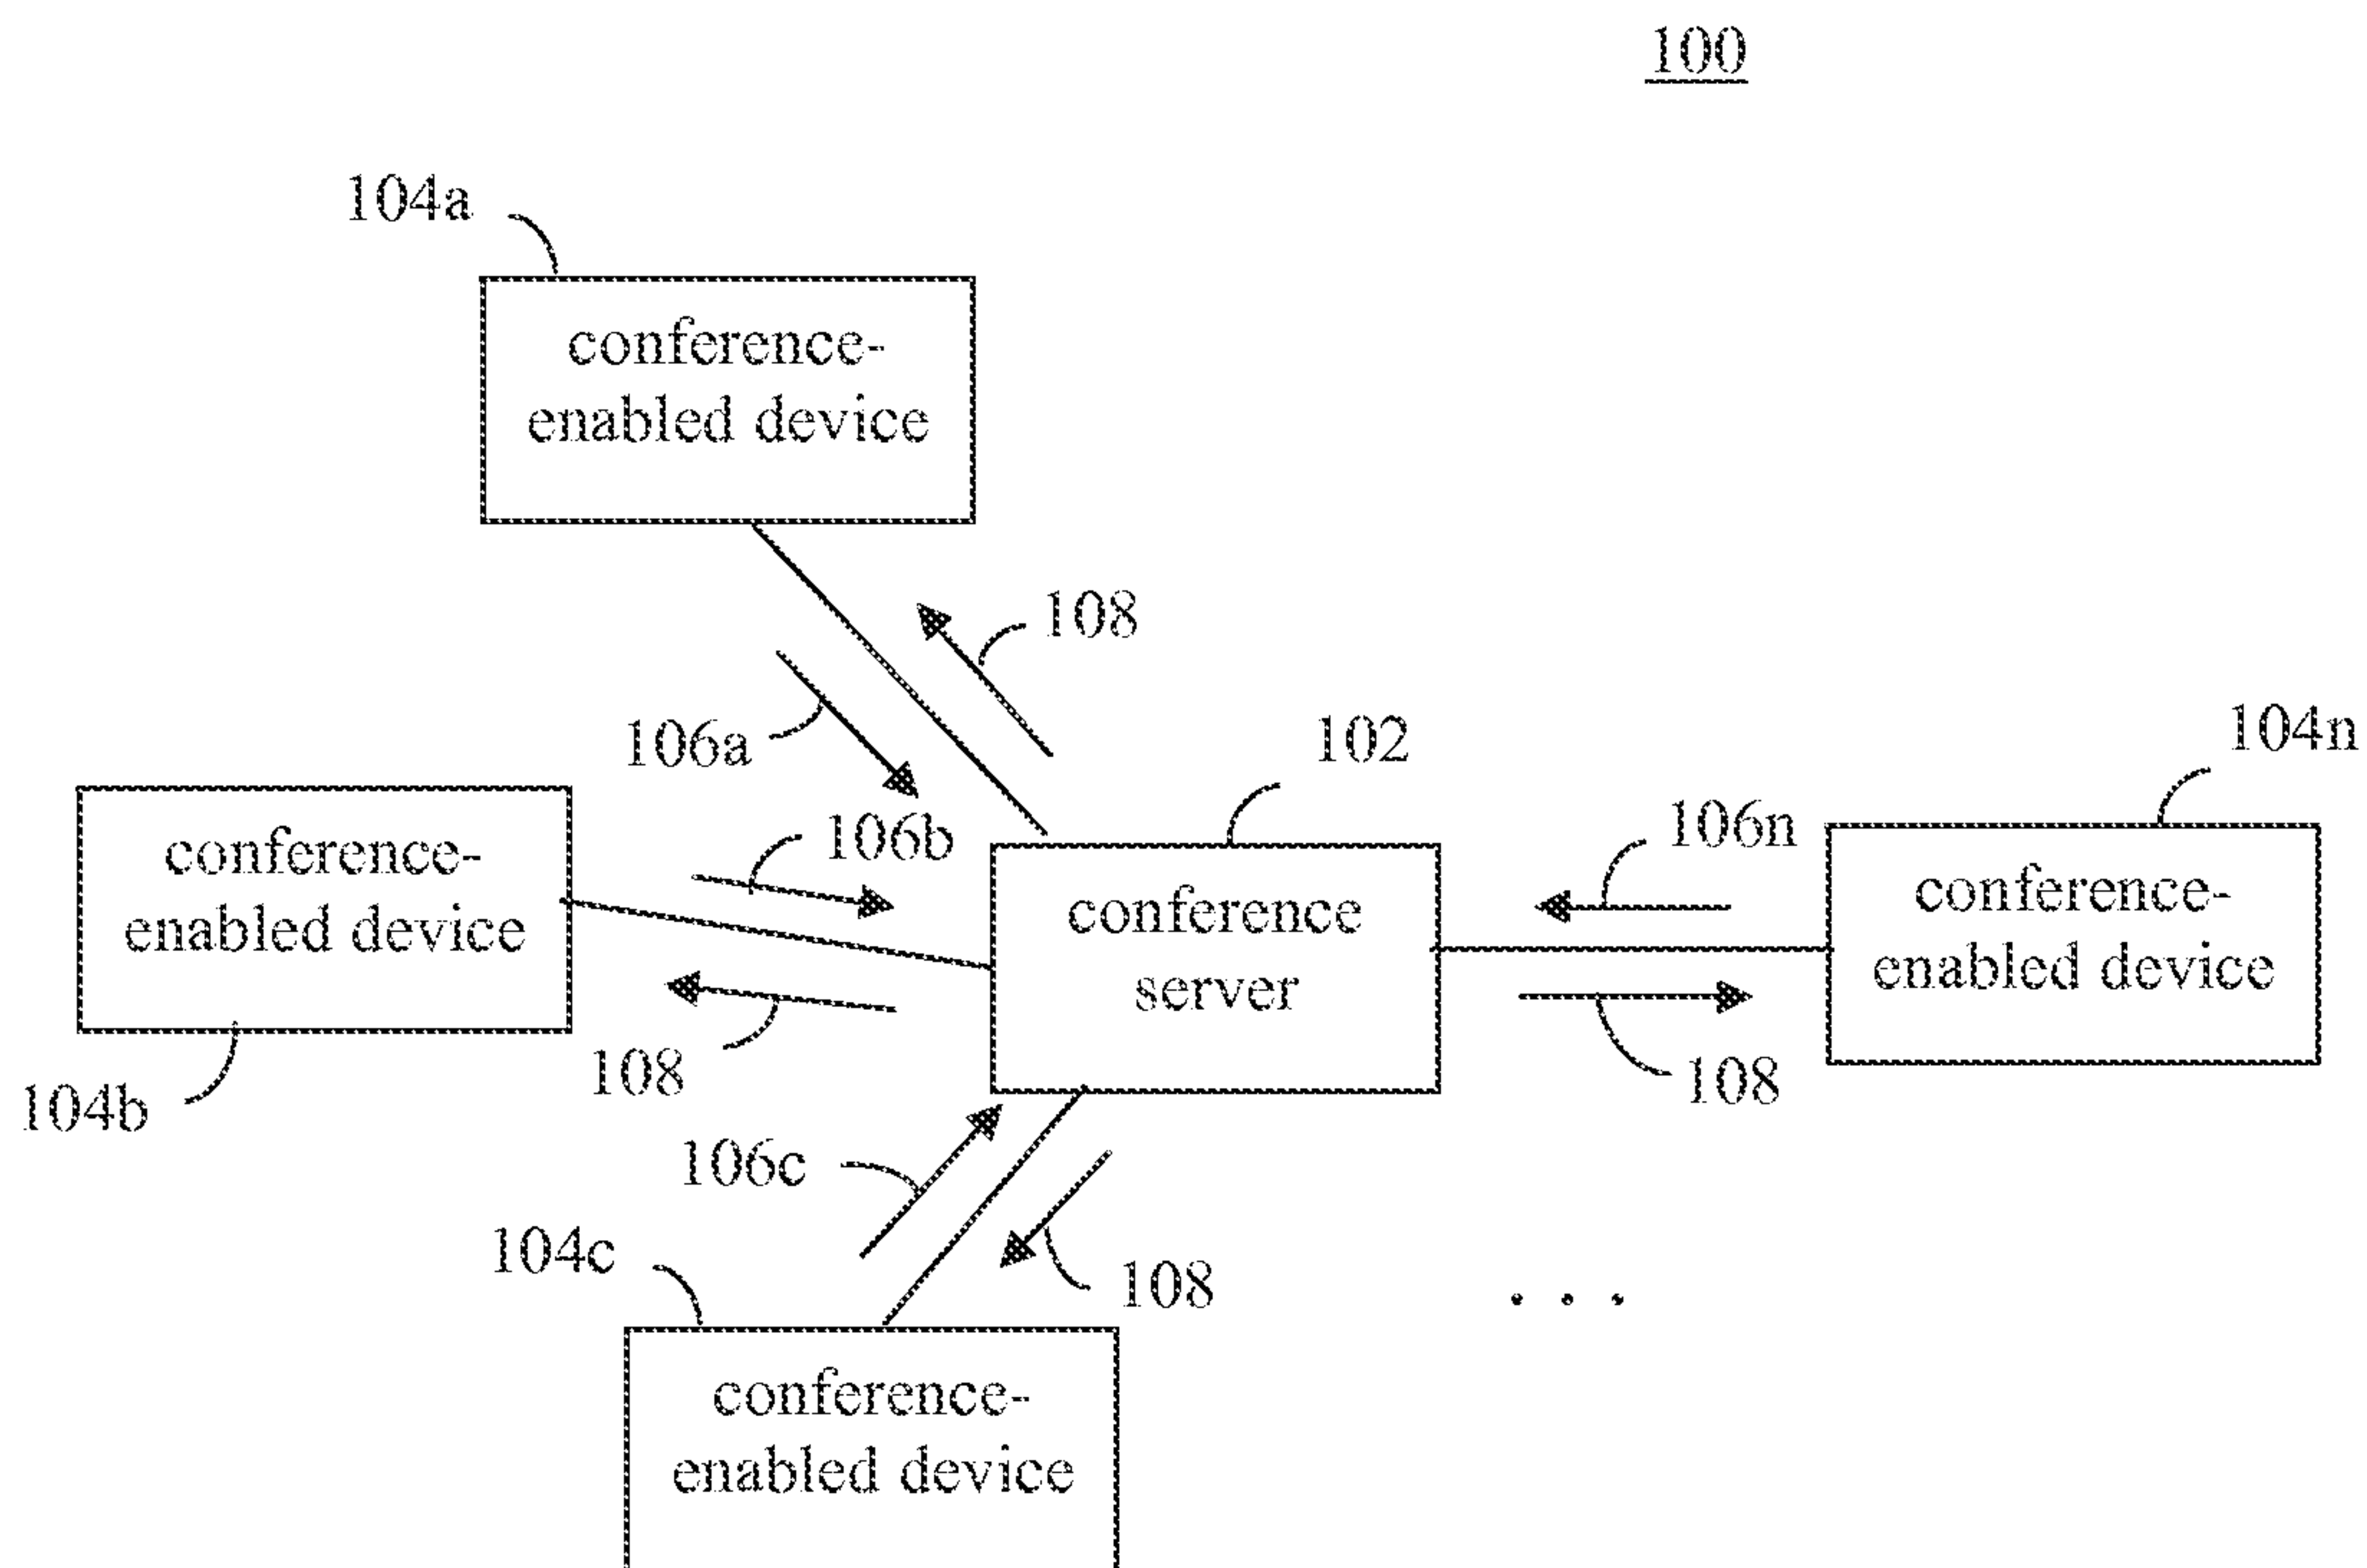 100
104a
conference-
enabled device
108
106a
102
104n
106b
106n
conference-
enabled device
conference
server
conference-
enabled device
108
108
104b
106c
104c
108
. . .
conference-
enabled device